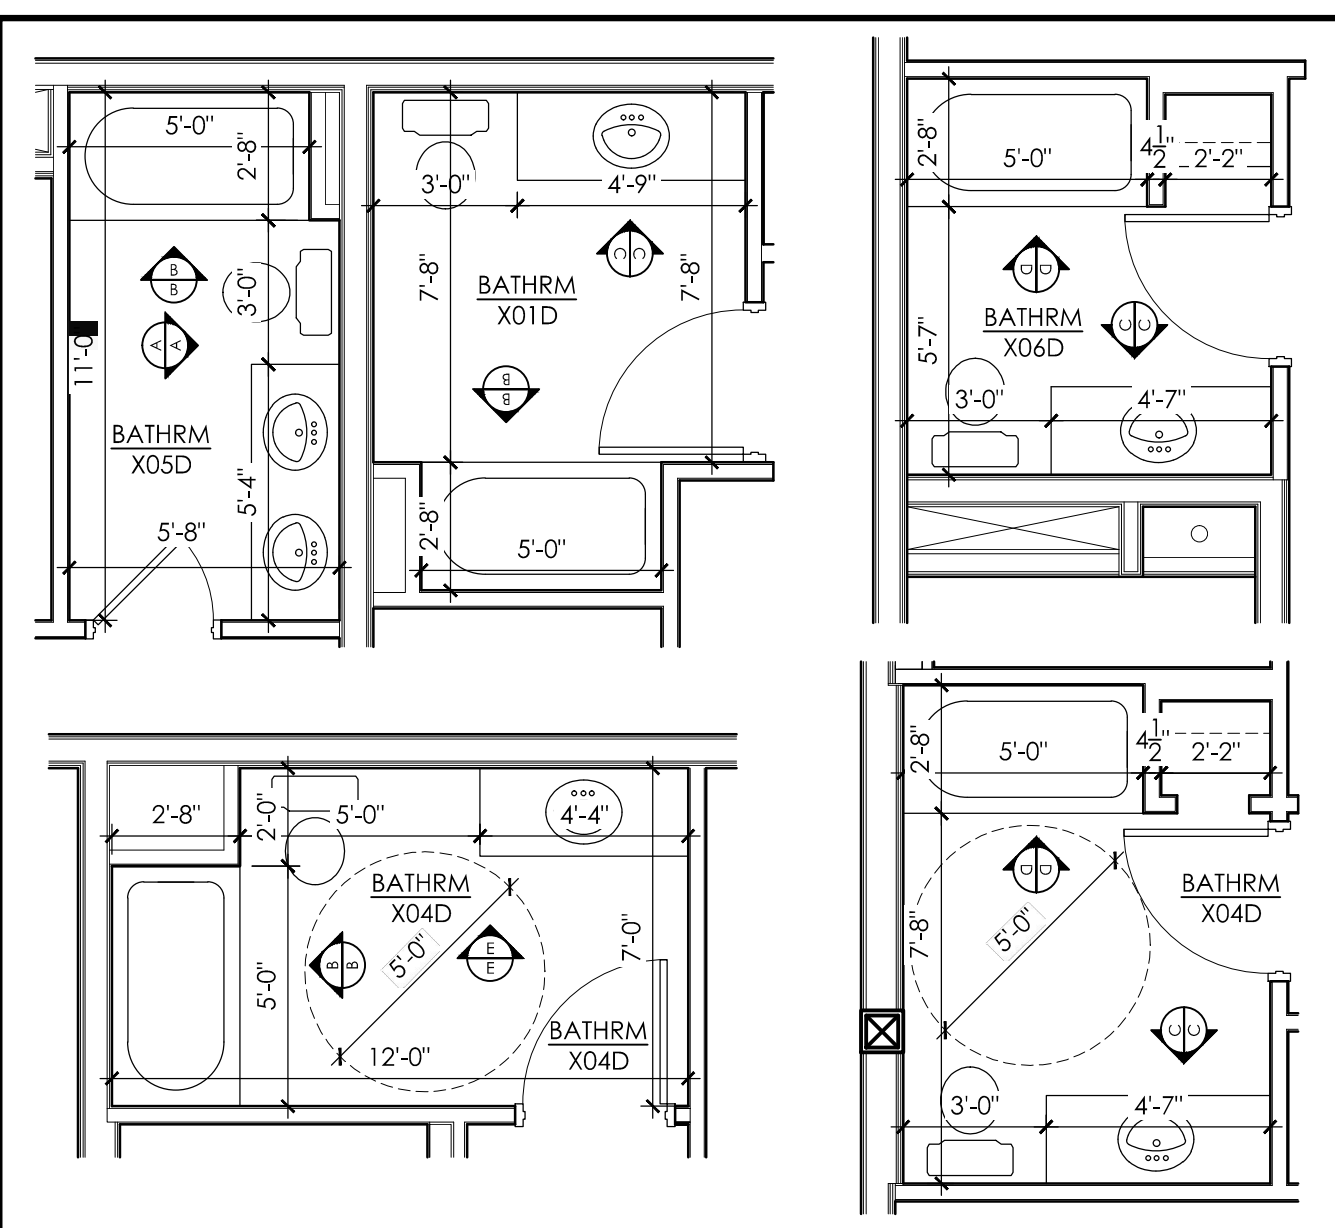 5'-0"
2'-8"
3'-0"
B
B
A
A
11'-0"
BATHRM
X05D
5'-4"
5'-8"
3'-0"
4'-9"
C
C
7'-8"
7'-8"
BATHRM
X01D
B
B
2'-8"
5'-0"
2'-8"
5'-0"
4 1/2"
2'-2"
D
D
BATHRM
X06D
C
C
5'-7"
3'-0"
4'-7"
2'-8"
2'-0"
5'-0"
4'-4"
BATHRM
X04D
B
B
5'-0"
E
E
7'-0"
5'-0"
BATHRM
X04D
12'-0"
2'-8"
5'-0"
4 1/2"
2'-2"
D
D
BATHRM
X04D
7'-8"
5'-0"
C
C
3'-0"
4'-7"